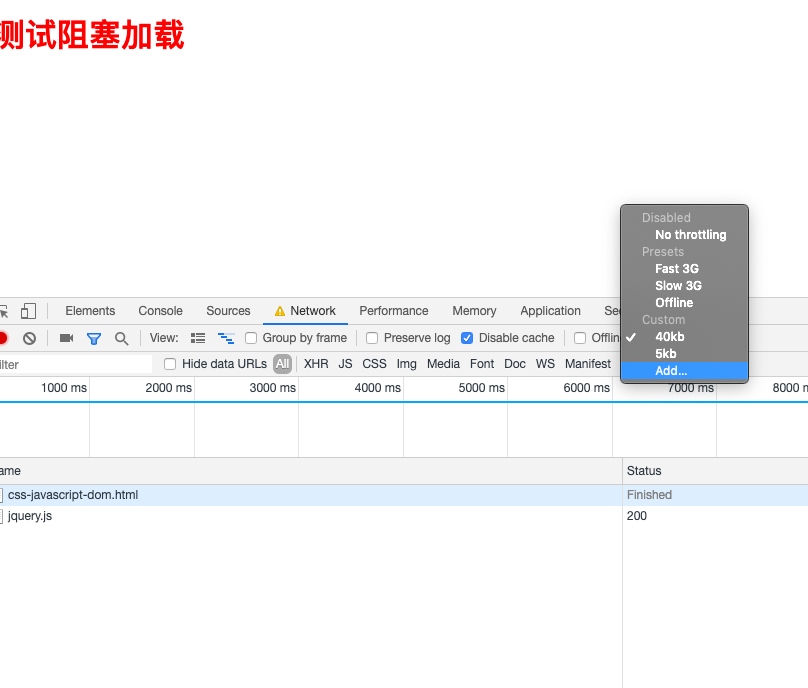 测试阻塞加载
Disabled
No throttling
Presets
Fast 3G
Slow 3G
Offline
Custom
40kb
5kb
Add...
Elements Console Sources Network Performance Memory Application Se
View: Group by frame Preserve log Disable cache Offlin
ilter Hide data URLs All XHR JS CSS Img Media Font Doc WS Manifest
1000 ms 2000 ms 3000 ms 4000 ms 5000 ms 6000 ms 7000 ms 8000 m
ame Status
css-javascript-dom.html Finished
jquery.js 200